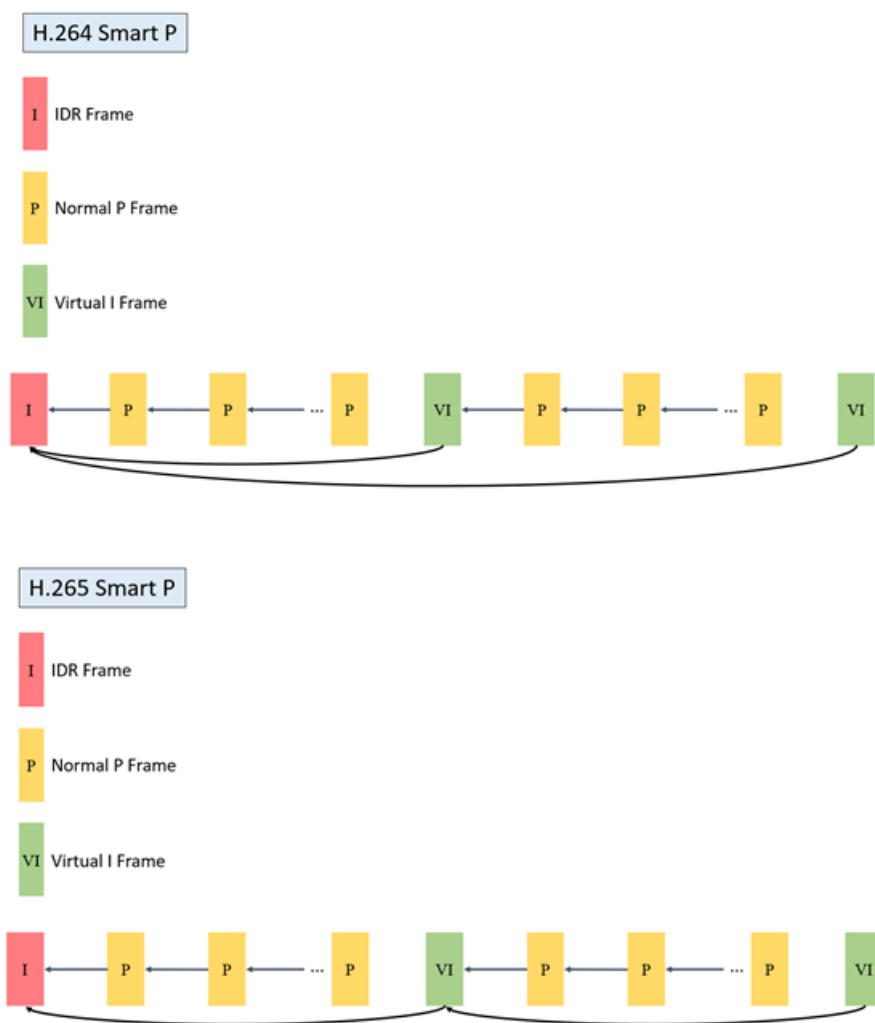 H.264 Smart P
I IDR Frame
P Normal P Frame
VI Virtual I Frame
I P P ... P VI P P ... P VI
H.265 Smart P
I IDR Frame
P Normal P Frame
VI Virtual I Frame
I P P ... P VI P P ... P VI